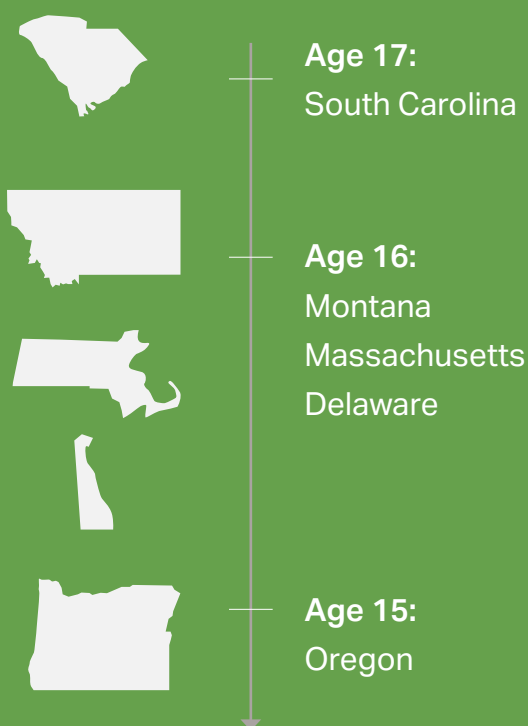 Age 17:
South Carolina
Age 16:
Montana
Massachusetts
Delaware
Age 15:
Oregon